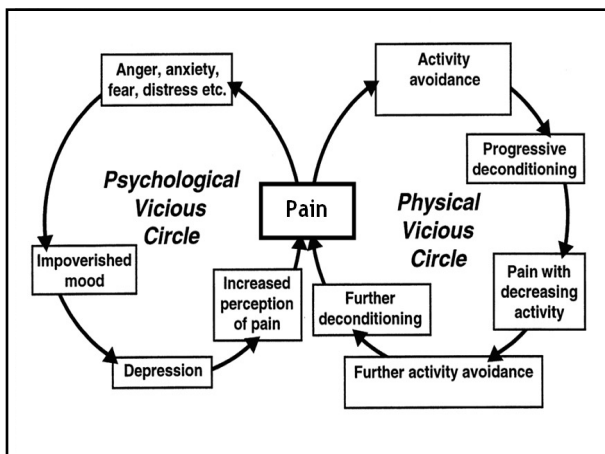 Anger, anxiety,
fear, distress etc.
Activity
avoidance
Progressive
deconditioning
Psychological
Vicious
Circle
Pain
Physical
Vicious
Circle
Impoverished
mood
Increased
perception
of pain
Further
deconditioning
Pain with
decreasing
activity
Depression
Further activity avoidance